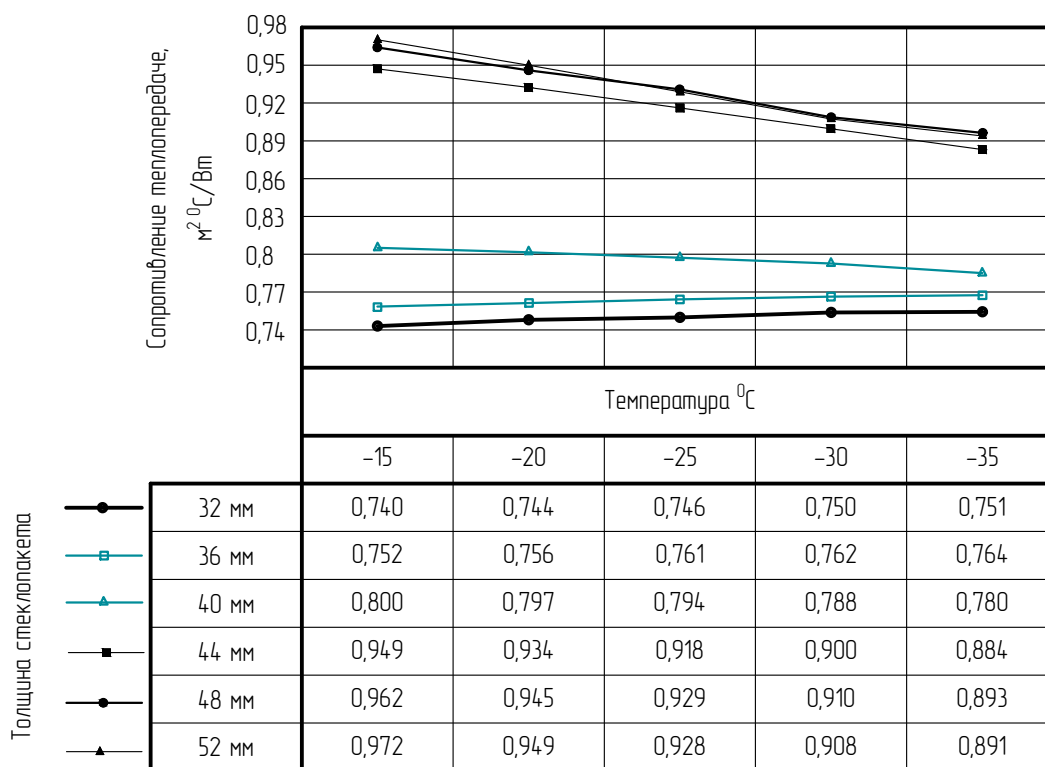 Сопротивление теплопередаче,
м² ⁰С/Вт
0,98
0,95
0,92
0,89
0,86
0,83
0,8
0,77
0,74
Температура ⁰С
−15 −20 −25 −30 −35
Толщина стеклопакета
32 мм 0,740 0,744 0,746 0,750 0,751
36 мм 0,752 0,756 0,761 0,762 0,764
40 мм 0,800 0,797 0,794 0,788 0,780
44 мм 0,949 0,934 0,918 0,900 0,884
48 мм 0,962 0,945 0,929 0,910 0,893
52 мм 0,972 0,949 0,928 0,908 0,891